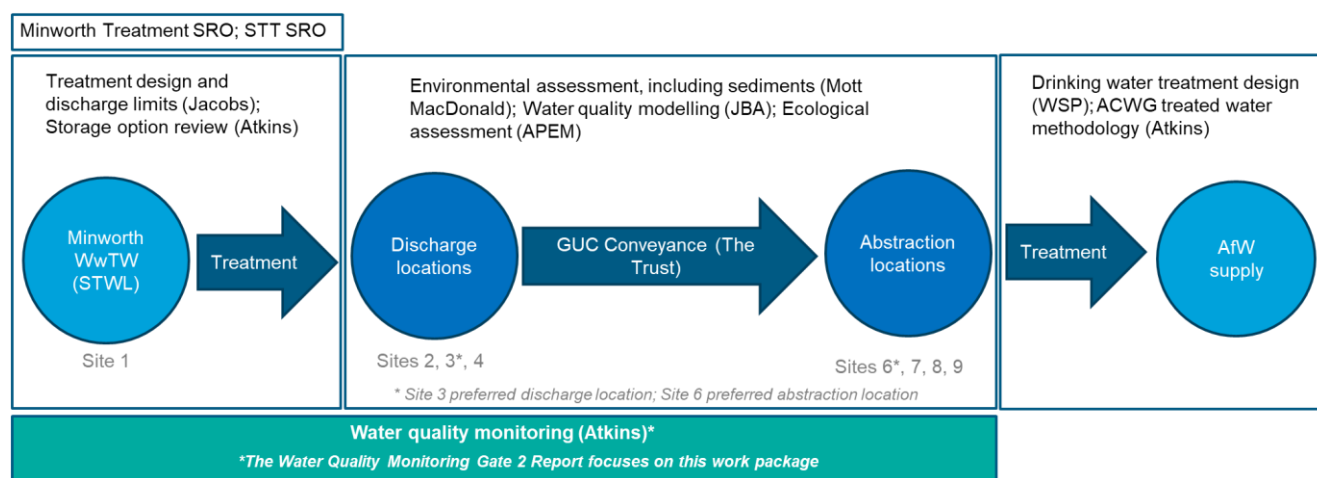 Minworth Treatment SRO; STT SRO
Treatment design and
discharge limits (Jacobs);
Storage option review (Atkins)
Environmental assessment, including sediments (Mott
MacDonald); Water quality modelling (JBA); Ecological
assessment (APEM)
Drinking water treatment design
(WSP); ACWG treated water
methodology (Atkins)
Minworth
WwTW
(STWL)
Treatment
Discharge
locations
GUC Conveyance (The
Trust)
Abstraction
locations
Treatment
AfW
supply
Site 1
Sites 2, 3*, 4
Sites 6*, 7, 8, 9
* Site 3 preferred discharge location; Site 6 preferred abstraction location
Water quality monitoring (Atkins)*
*The Water Quality Monitoring Gate 2 Report focuses on this work package